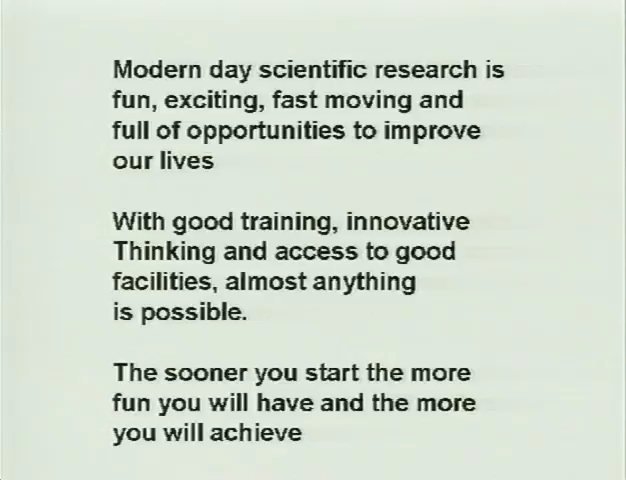 Modern day scientific research is
fun, exciting, fast moving and
full of opportunities to improve
our lives
With good training, innovative
Thinking and access to good
facilities, almost anything
is possible.
The sooner you start the more
fun you will have and the more
you will achieve